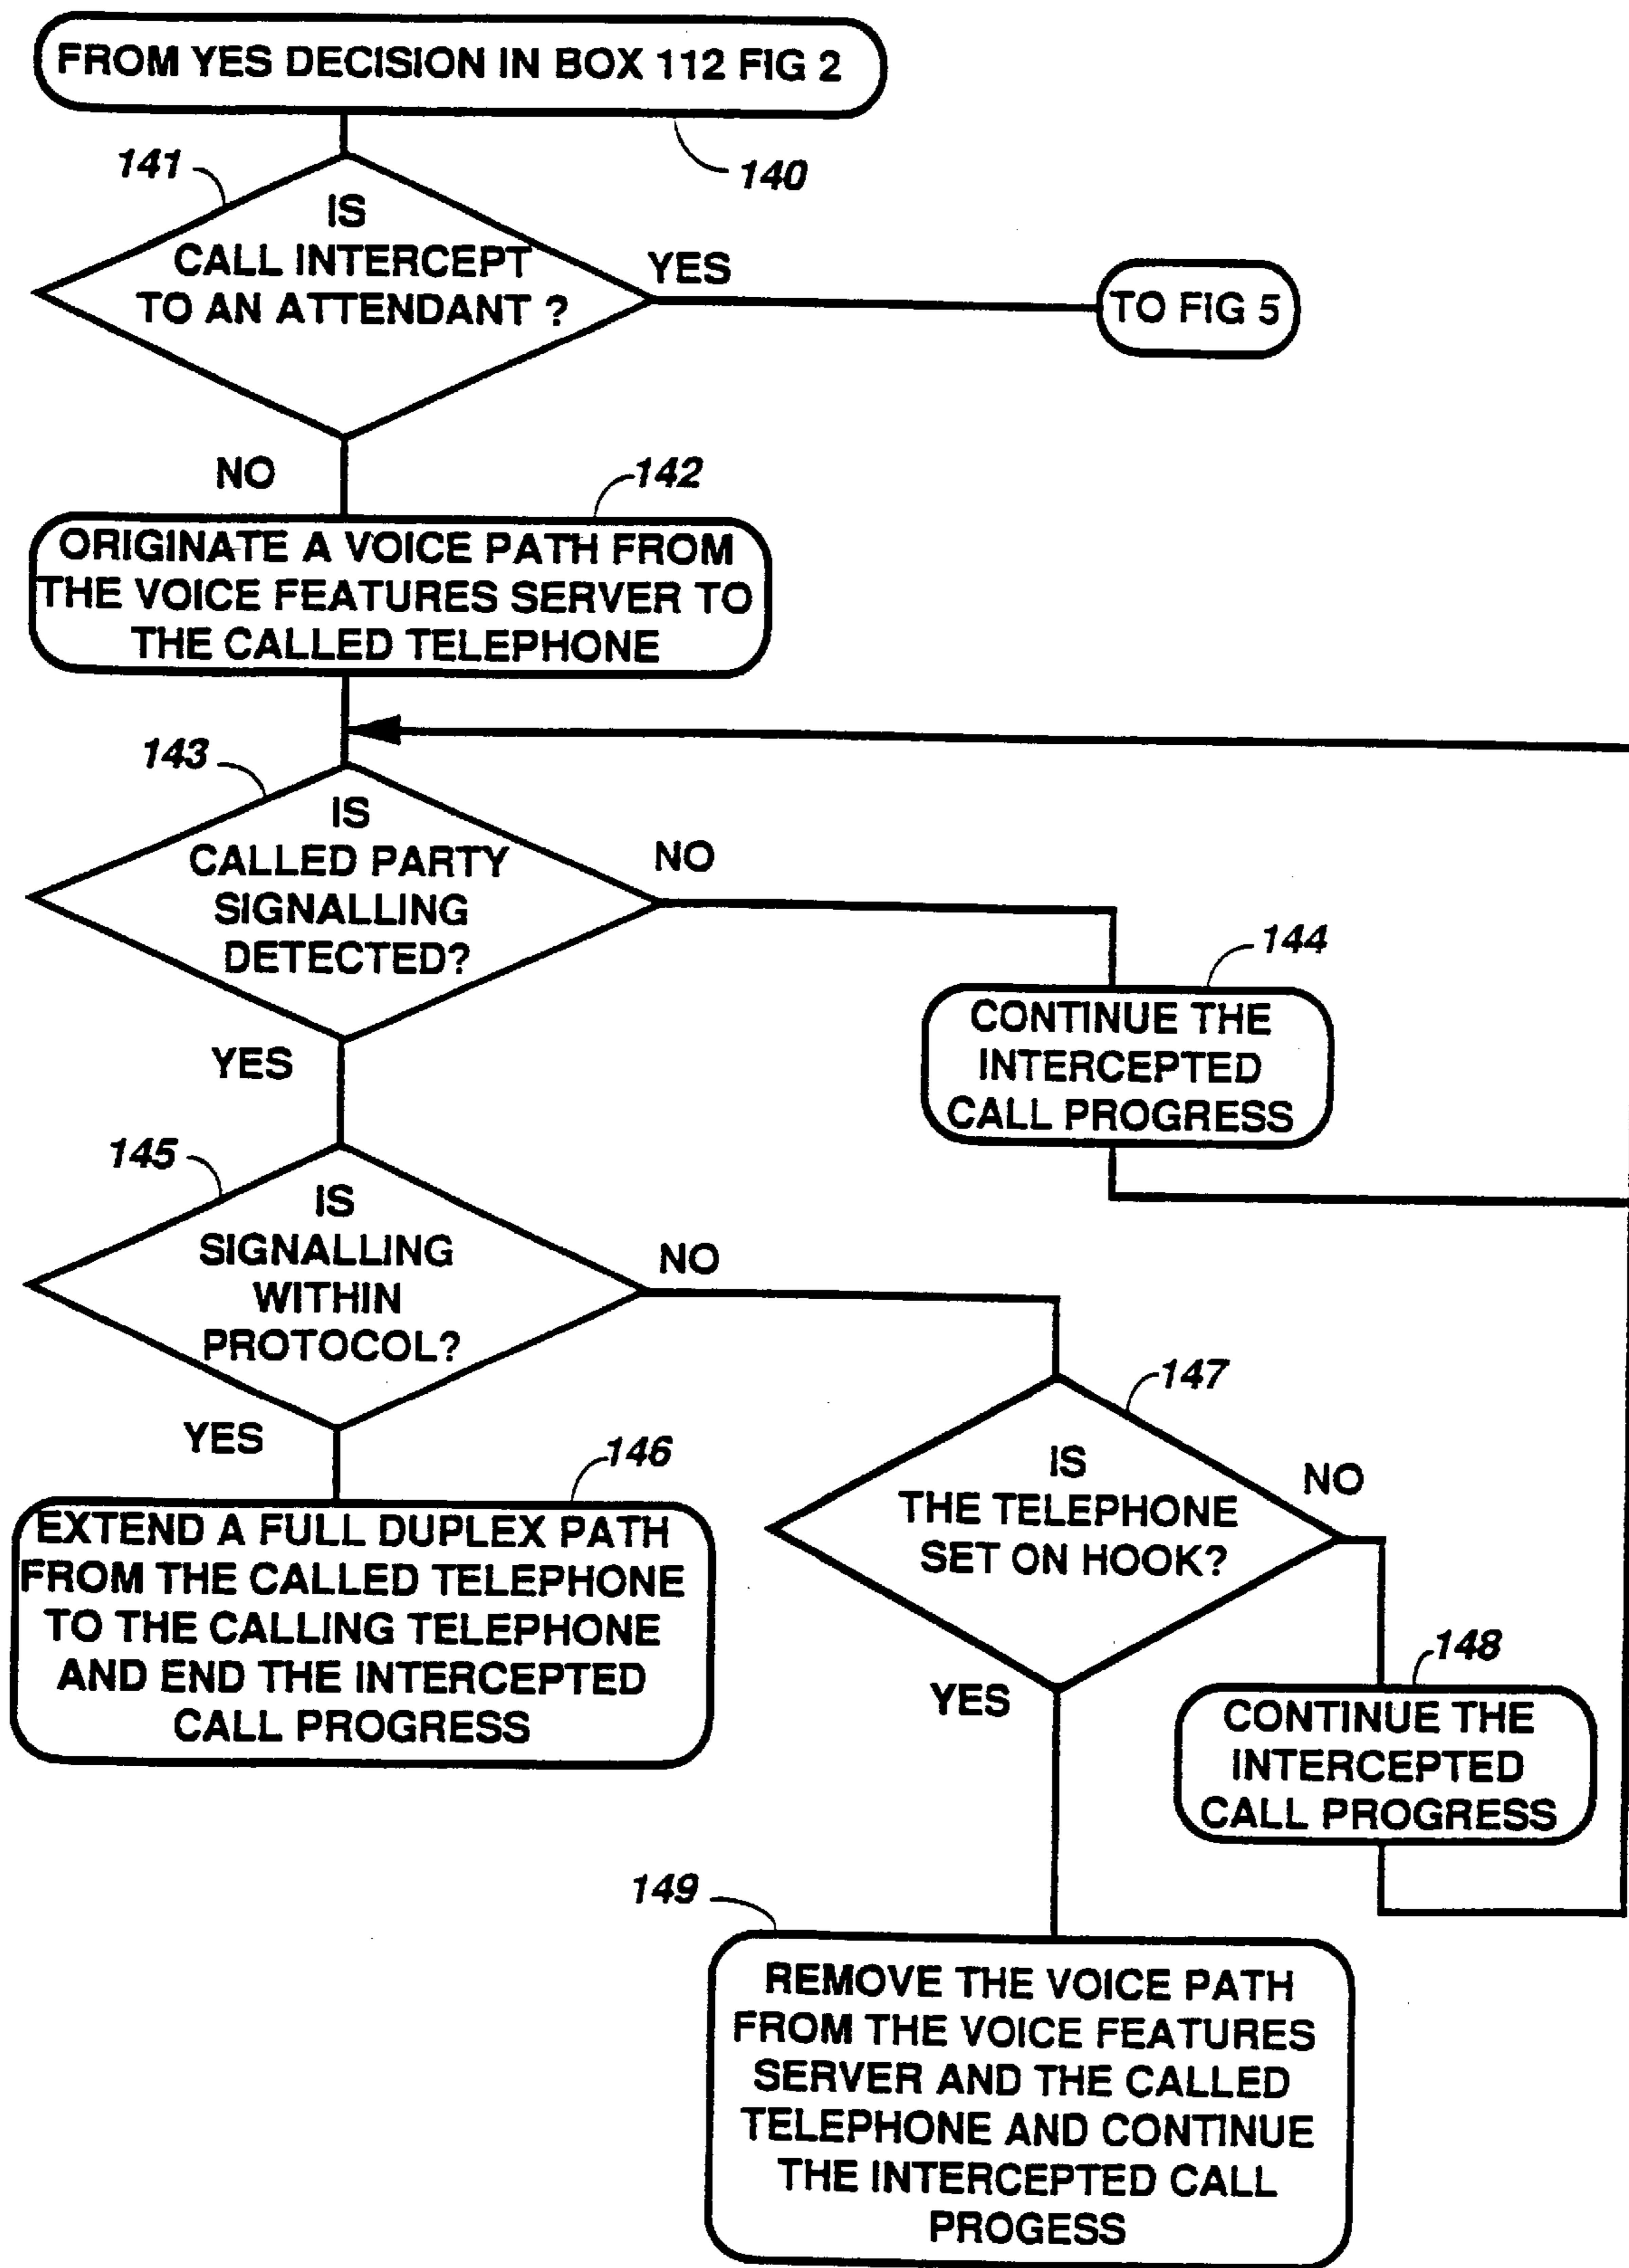 FROM YES DECISION IN BOX 112 FIG 2
140
141
IS
CALL INTERCEPT
TO AN ATTENDANT ?
YES
TO FIG 5
NO
142
ORIGINATE A VOICE PATH FROM
THE VOICE FEATURES SERVER TO
THE CALLED TELEPHONE
143
IS
CALLED PARTY
SIGNALLING
DETECTED?
NO
144
CONTINUE THE
INTERCEPTED
CALL PROGRESS
YES
145
IS
SIGNALLING
WITHIN
PROTOCOL?
NO
YES
146
EXTEND A FULL DUPLEX PATH
FROM THE CALLED TELEPHONE
TO THE CALLING TELEPHONE
AND END THE INTERCEPTED
CALL PROGRESS
147
IS
THE TELEPHONE
SET ON HOOK?
NO
148
CONTINUE THE
INTERCEPTED
CALL PROGRESS
YES
149
REMOVE THE VOICE PATH
FROM THE VOICE FEATURES
SERVER AND THE CALLED
TELEPHONE AND CONTINUE
THE INTERCEPTED CALL
PROGESS